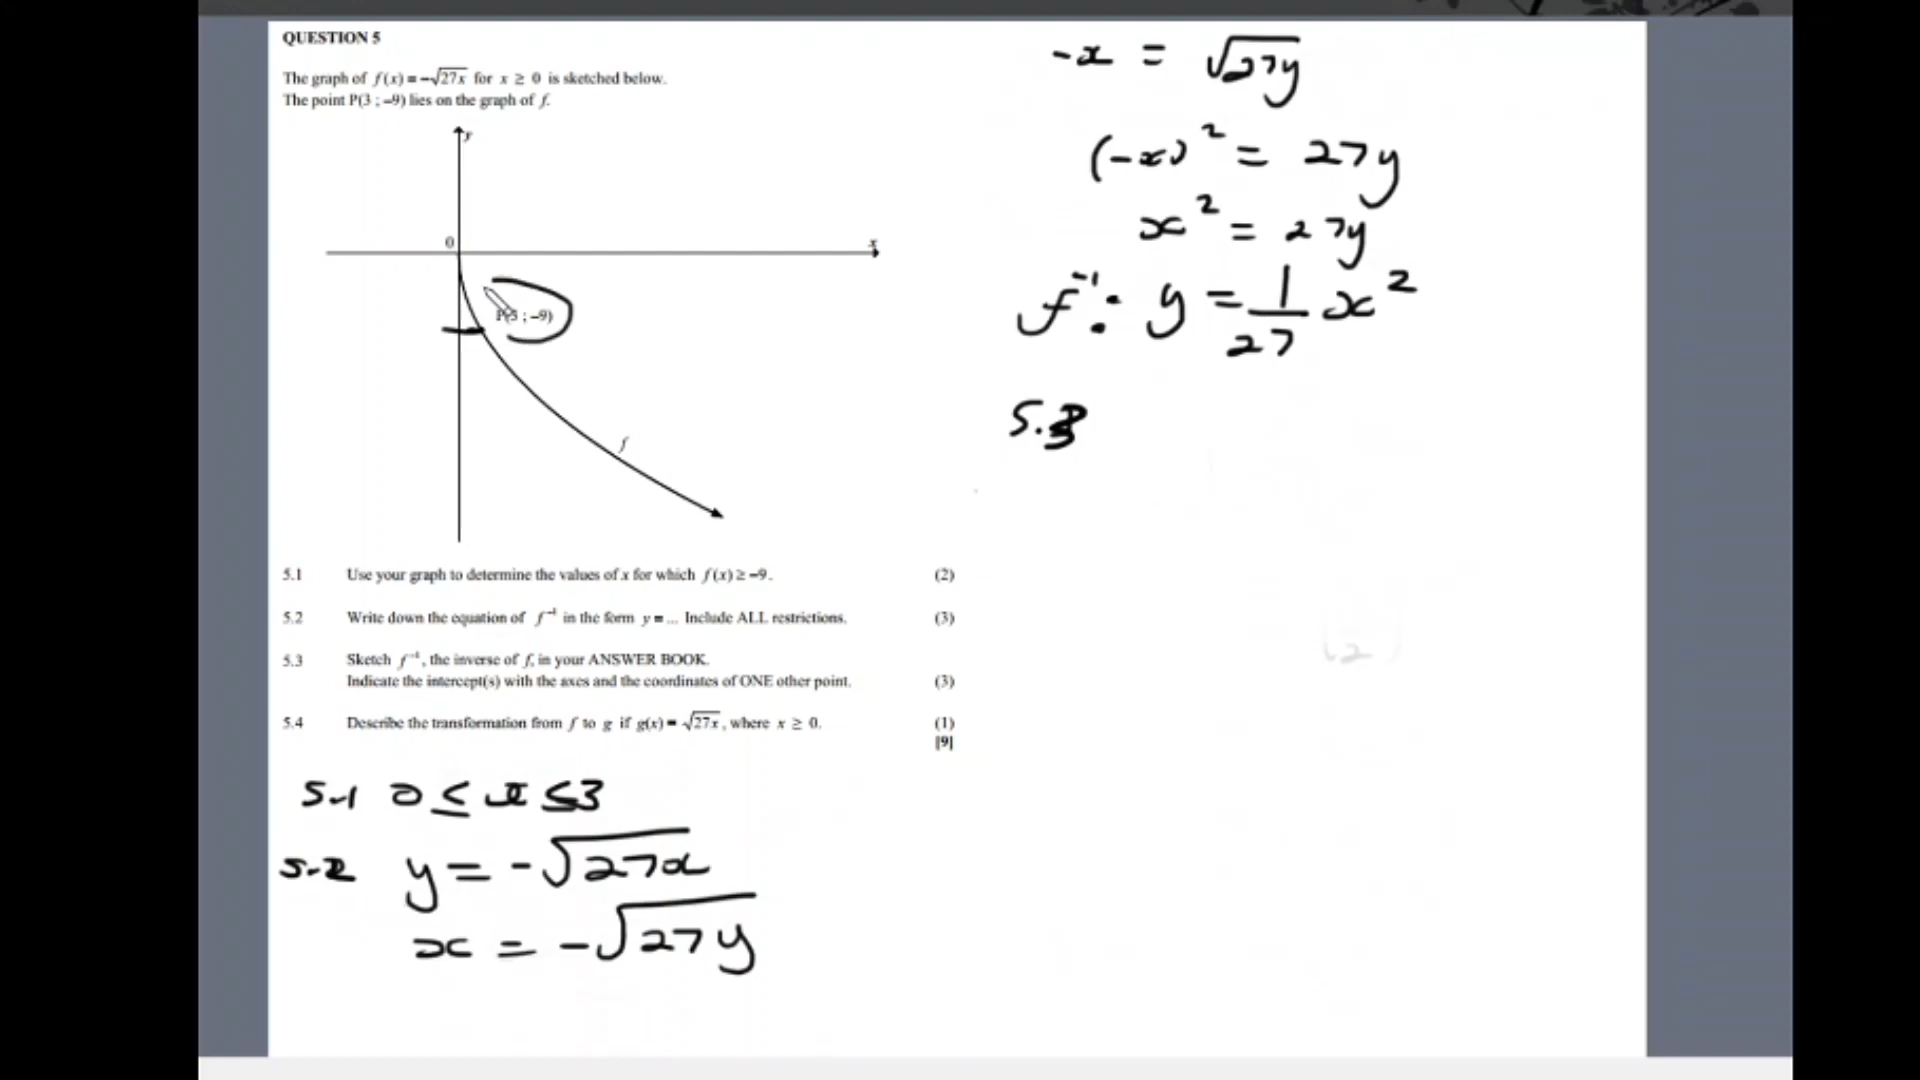 QUESTION 5
The graph of f(x) = −√27x for x ≥ 0 is sketched below.
The point P(3 ; −9) lies on the graph of f.
y
0
x
P(3 ; −9)
f
5.1 Use your graph to determine the values of x for which f(x) ≥ −9. (2)
5.2 Write down the equation of f⁻¹ in the form y = ... Include ALL restrictions. (3)
5.3 Sketch f⁻¹, the inverse of f, in your ANSWER BOOK.
Indicate the intercept(s) with the axes and the coordinates of ONE other point. (3)
5.4 Describe the transformation from f to g if g(x) = √27x, where x ≥ 0. (1)
[9]
5.1 0 ≤ x ≤ 3
5.2 y = −√27x
x = −√27y
−x = √27y
(−x)² = 27y
x² = 27y
f⁻¹: y = 1/27 x²
5.3